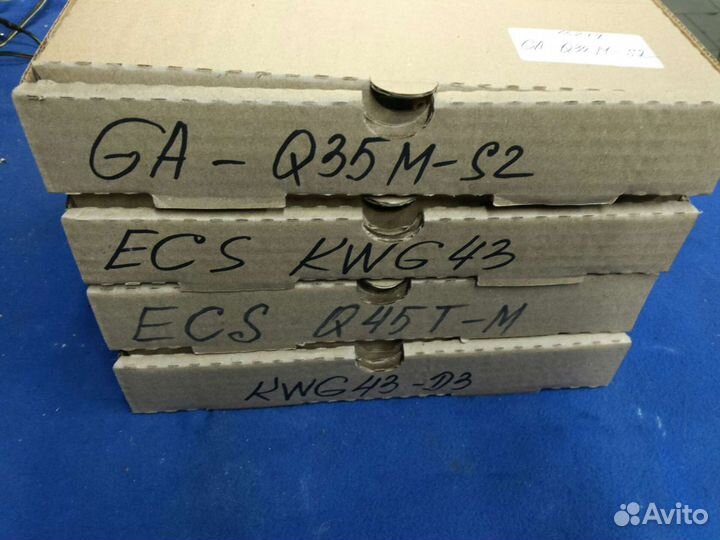 GA Q35M-S2
GA - Q35M-S2
ECS KWG43
ECS Q45T-M
KWG43-D3
Avito